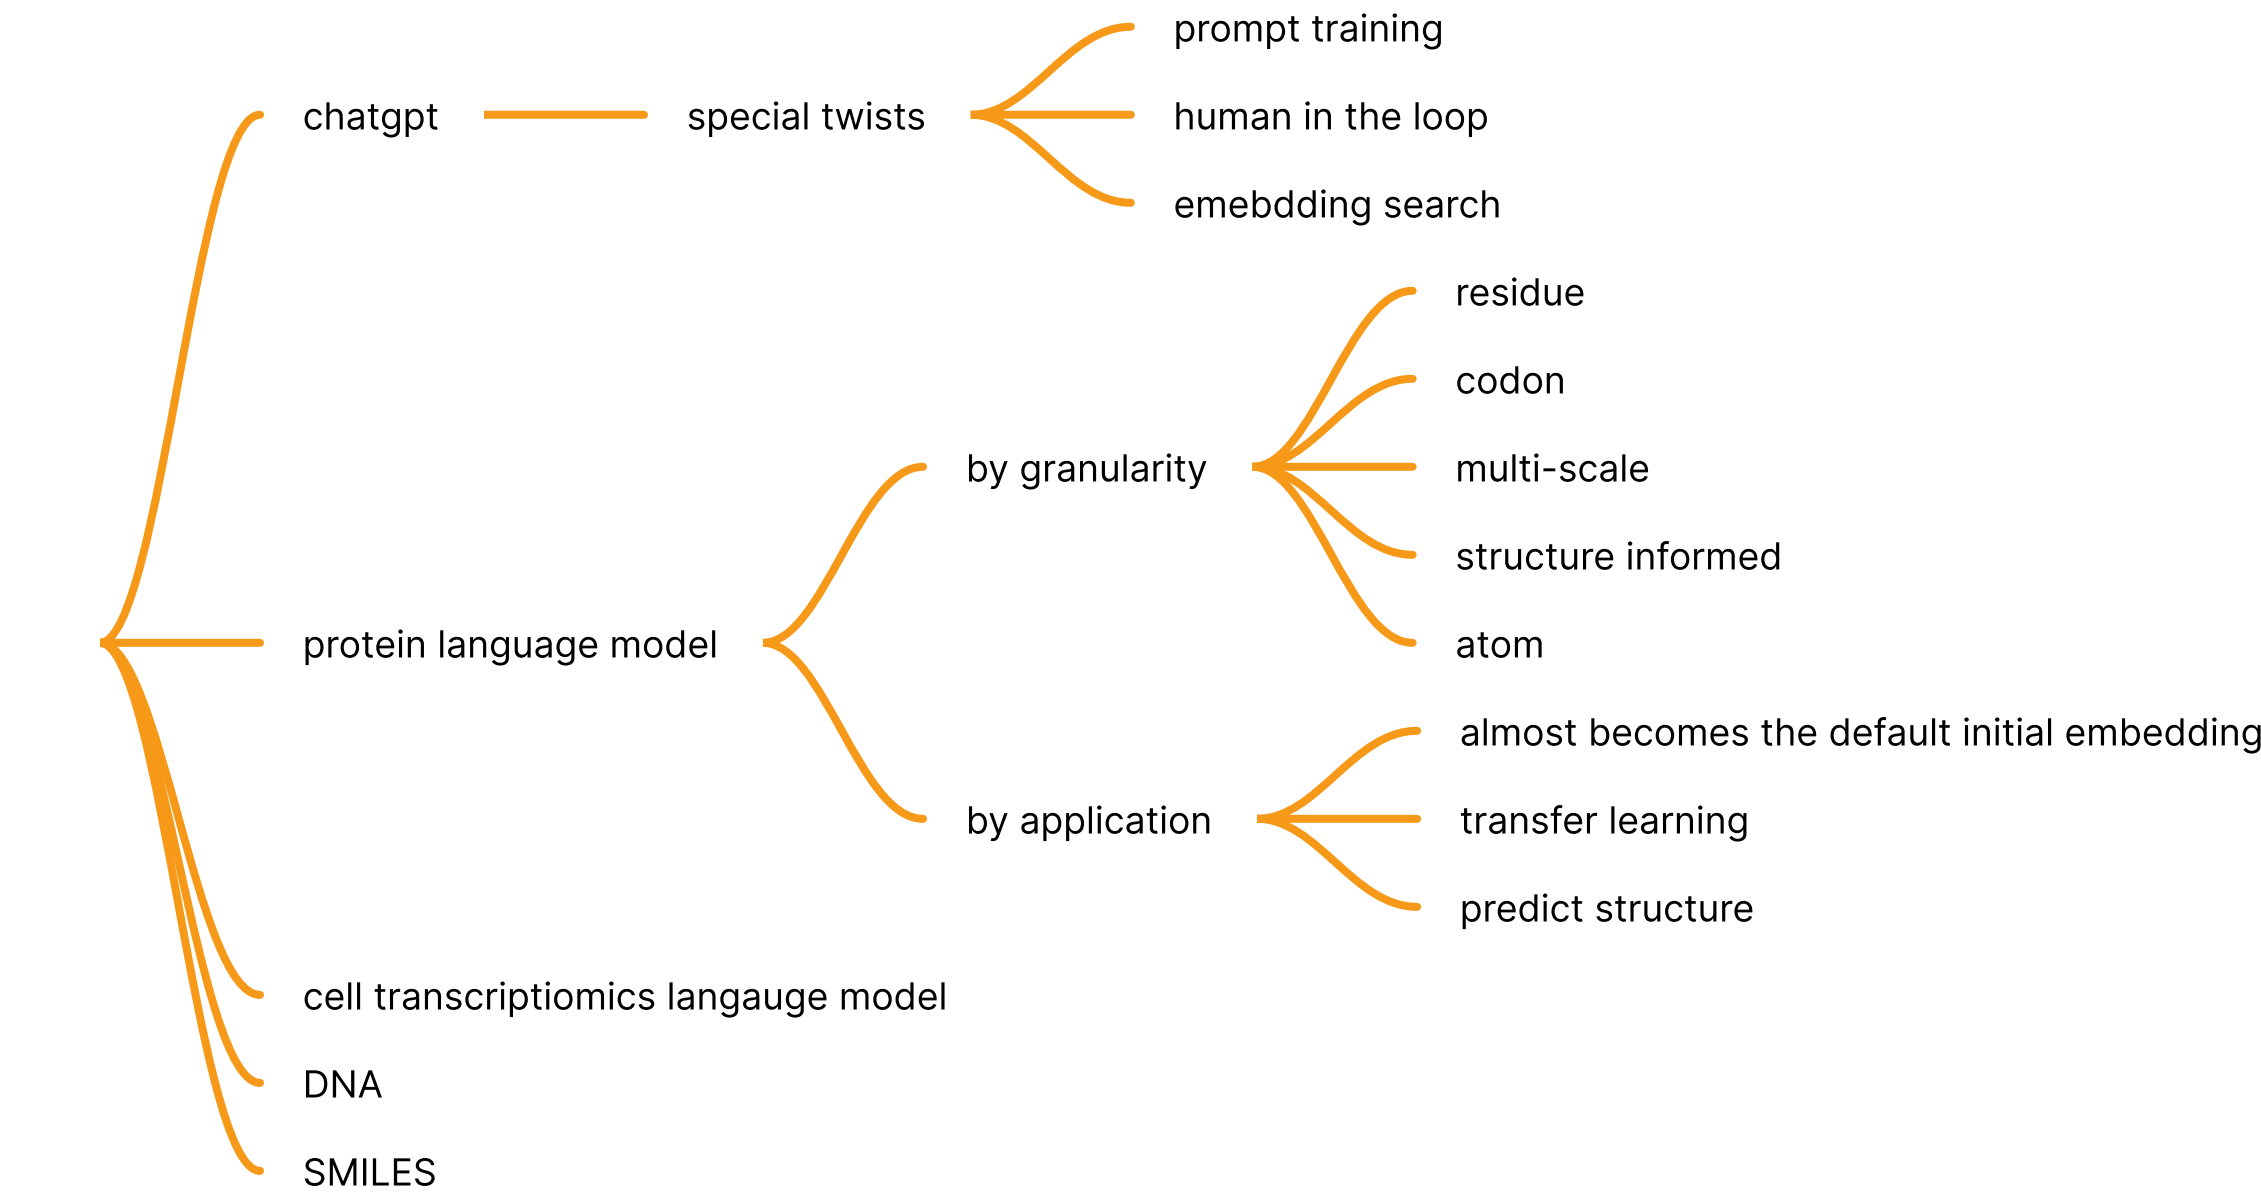 prompt training
chatgpt special twists human in the loop
emebdding search
residue
codon
by granularity multi-scale
structure informed
protein language model atom
almost becomes the default initial embedding
by application transfer learning
predict structure
cell transcriptiomics langauge model
DNA
SMILES